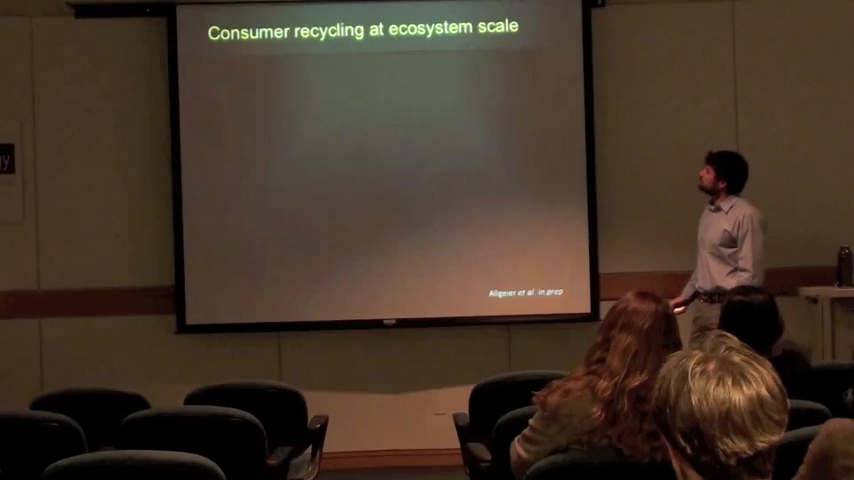 Consumer recycling at ecosystem scale
Allgeier et al. in prep